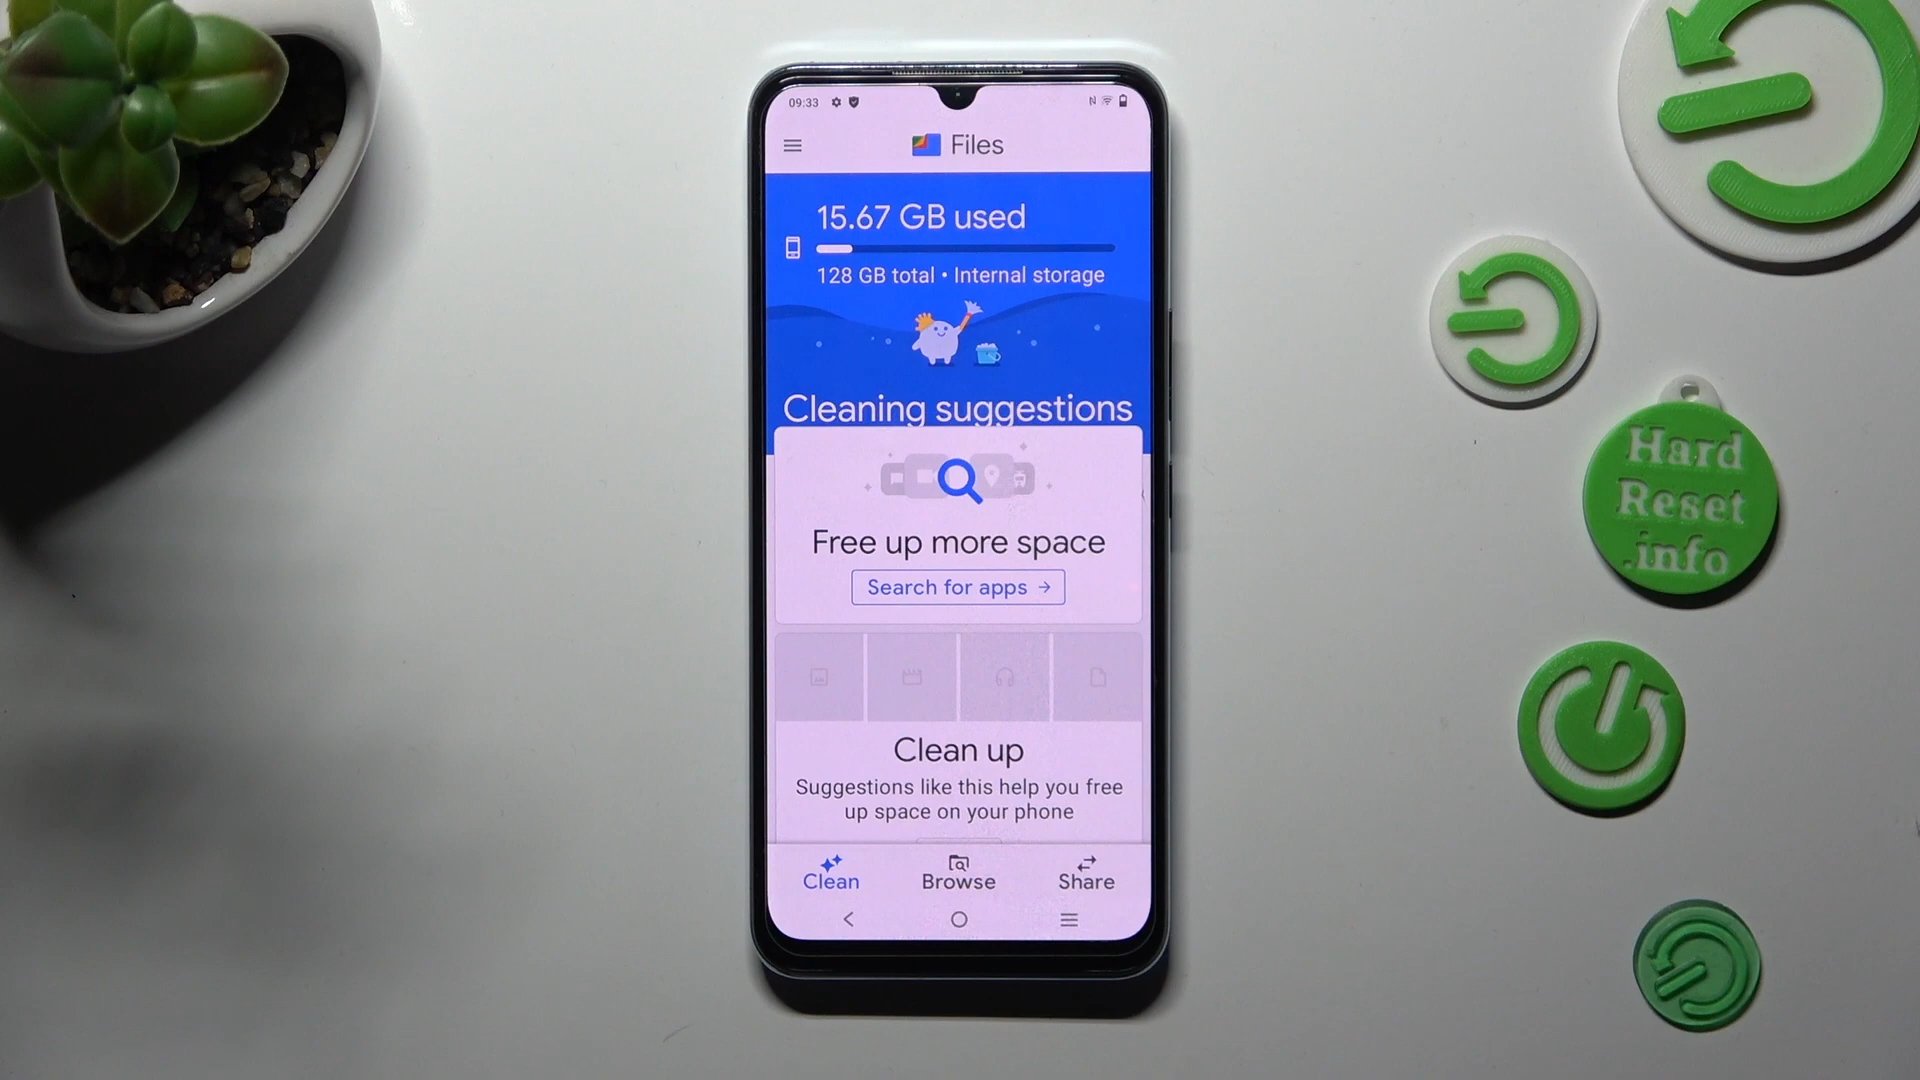 09:33
Files
15.67 GB used
128 GB total • Internal storage
Cleaning suggestions
Free up more space
Search for apps →
Clean up
Suggestions like this help you free
up space on your phone
Clean Browse Share
Hard
Reset
.info